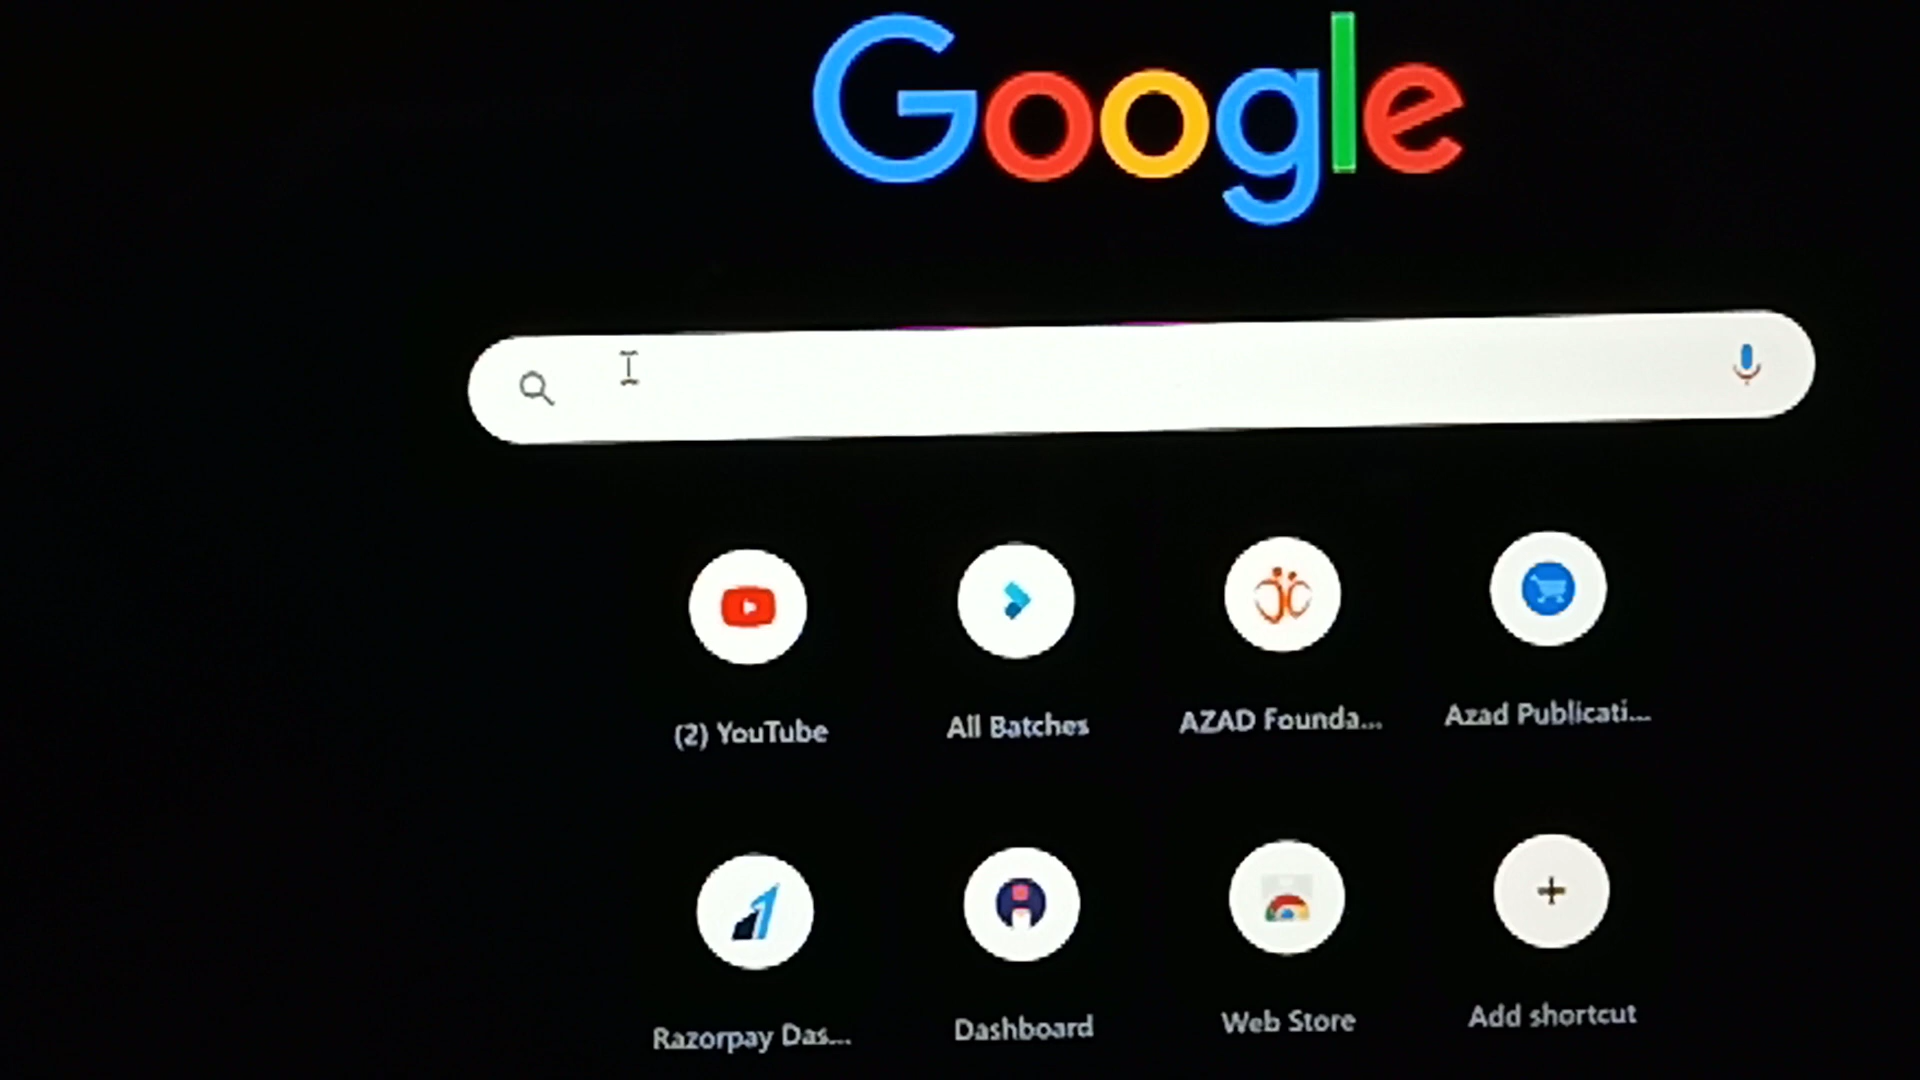 Google
(2) YouTube
All Batches
AZAD Founda...
Azad Publicati...
Razorpay Das...
Dashboard
Web Store
Add shortcut